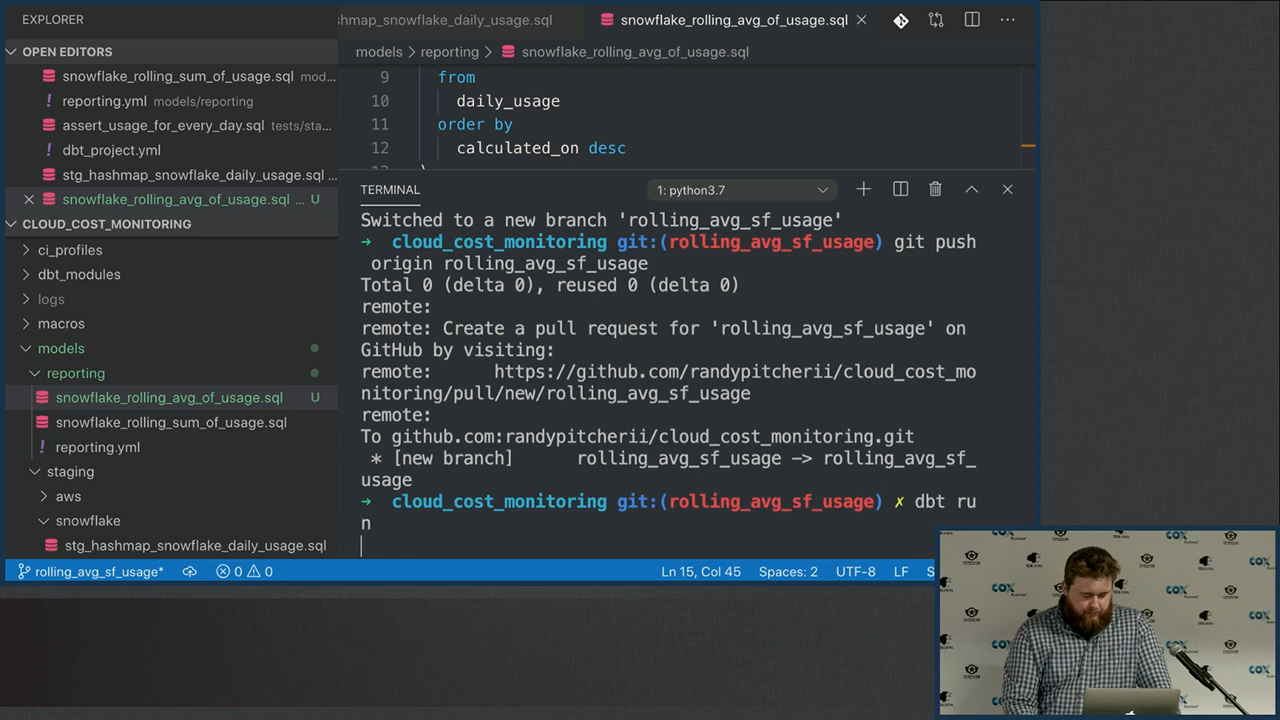 EXPLORER
OPEN EDITORS
snowflake_rolling_sum_of_usage.sql mod...
! reporting.yml models/reporting
assert_usage_for_every_day.sql tests/sta...
! dbt_project.yml
stg_hashmap_snowflake_daily_usage.sql ...
snowflake_rolling_avg_of_usage.sql ... U
CLOUD_COST_MONITORING
ci_profiles
dbt_modules
logs
macros
models
reporting
snowflake_rolling_avg_of_usage.sql U
snowflake_rolling_sum_of_usage.sql
! reporting.yml
staging
aws
snowflake
stg_hashmap_snowflake_daily_usage.sql
hmap_snowflake_daily_usage.sql
snowflake_rolling_avg_of_usage.sql
models > reporting > snowflake_rolling_avg_of_usage.sql
9 from
10 daily_usage
11 order by
12 calculated_on desc
TERMINAL
1: python3.7
Switched to a new branch 'rolling_avg_sf_usage'
→ cloud_cost_monitoring git:(rolling_avg_sf_usage) git push
origin rolling_avg_sf_usage
Total 0 (delta 0), reused 0 (delta 0)
remote:
remote: Create a pull request for 'rolling_avg_sf_usage' on
GitHub by visiting:
remote: https://github.com/randypitcherii/cloud_cost_mo
nitoring/pull/new/rolling_avg_sf_usage
remote:
To github.com:randypitcherii/cloud_cost_monitoring.git
* [new branch] rolling_avg_sf_usage -> rolling_avg_sf_
usage
→ cloud_cost_monitoring git:(rolling_avg_sf_usage) ✗ dbt ru
n
rolling_avg_sf_usage*
0
0
Ln 15, Col 45
Spaces: 2
UTF-8
LF
S
COX